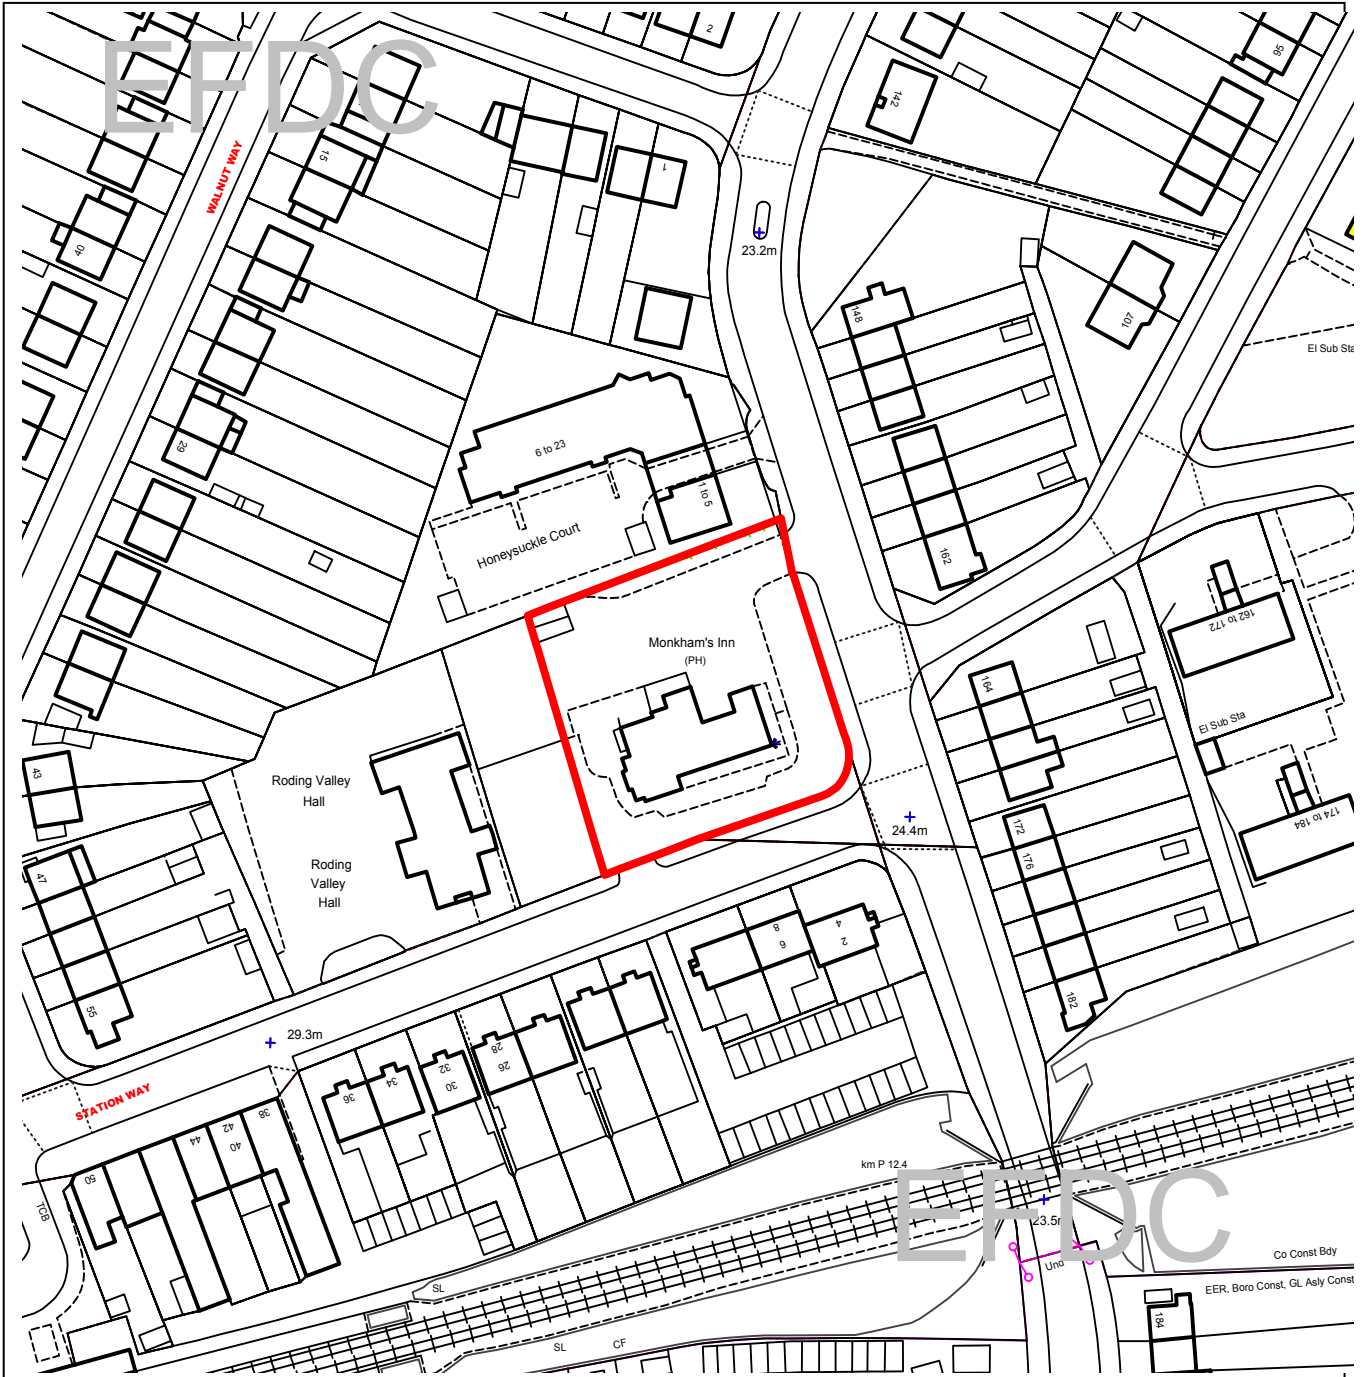 EFDC
2
95
142
15
1
WALNUT WAY
40
23.2m
148
107
El Sub Sta
29
6 to 23
1 to 5
Honeysuckle Court
162
162 to 172
Monkham's Inn
(PH)
164
El Sub Sta
43
Roding Valley
Hall
174 to 184
24.4m
172
176
Roding
Valley
Hall
47
8
6
4
2
182
55
29.3m
28
26
32
30
34
36
STATION WAY
38
42
40
44
50
km P 12.4
EFDC
TCB
23.5m
Und
Co Const Bdy
EER, Boro Const, GL Asly Const
SL
184
SL
CF